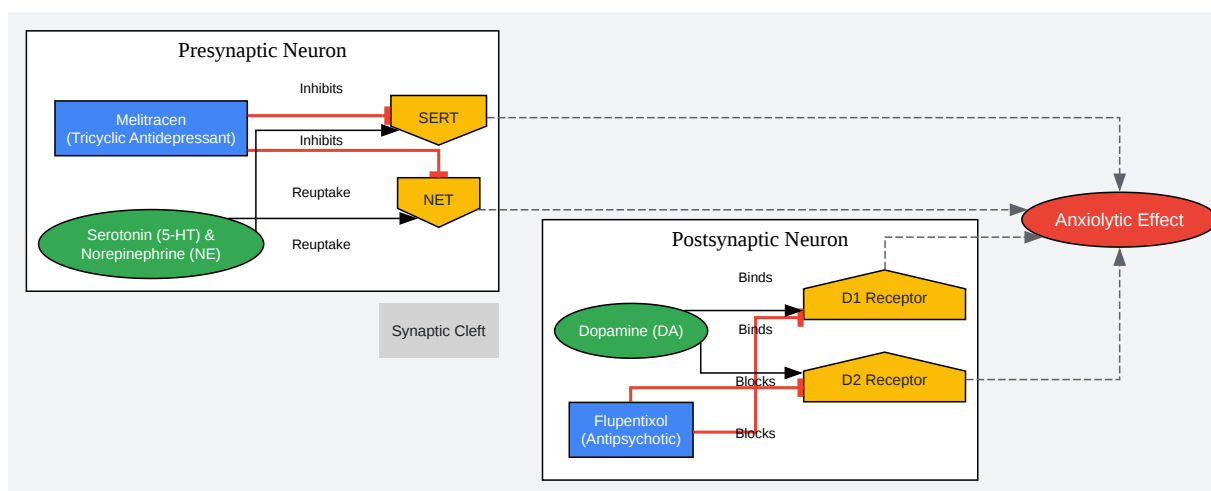 Presynaptic Neuron
Inhibits
Melitracen
(Tricyclic Antidepressant)
SERT
Inhibits
Reuptake
NET
Serotonin (5-HT) &
Norepinephrine (NE)
Reuptake
Anxiolytic Effect
Postsynaptic Neuron
Binds
D1 Receptor
Synaptic Cleft
Dopamine (DA)
Binds
Blocks
D2 Receptor
Flupentixol
(Antipsychotic)
Blocks